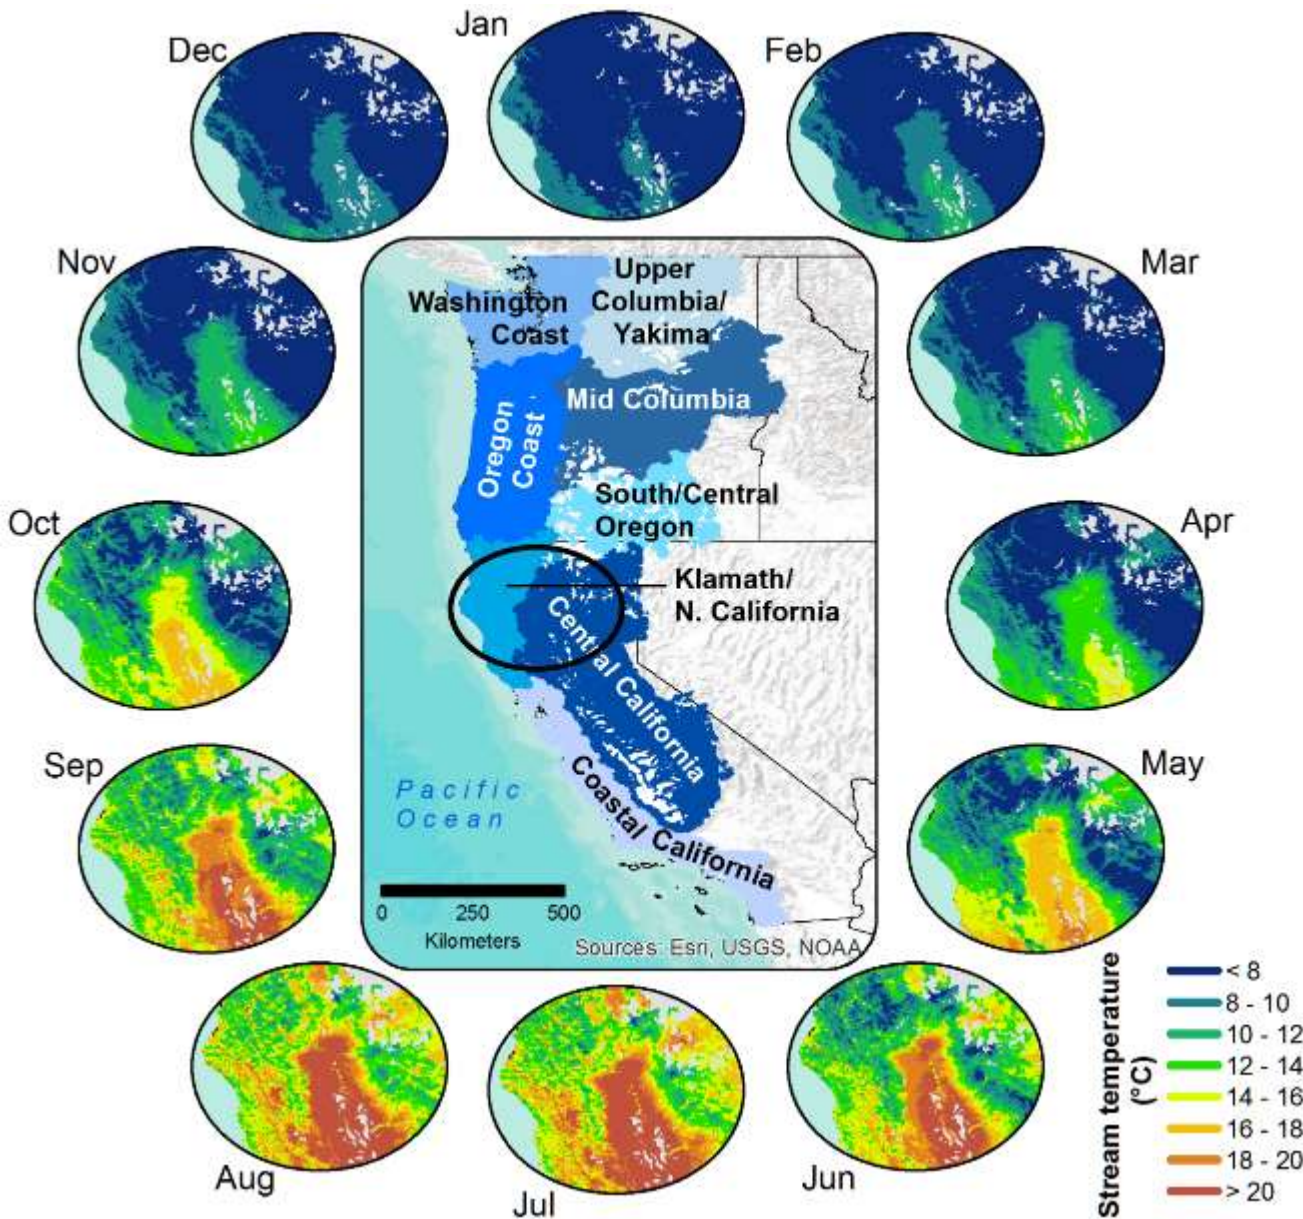 Jan
Dec
Feb
Nov
Mar
Upper
Washington
Columbia/
Coast
Yakima
Mid Columbia
Oregon
Coast
South/Central
Oregon
Oct
Apr
Klamath/
N. California
Central California
Sep
May
Coastal California
Pacific
Ocean
0 250 500
Kilometers
Sources: Esri, USGS, NOAA
Aug
Jul
Jun
Stream temperature
(°C)
< 8
8 - 10
10 - 12
12 - 14
14 - 16
16 - 18
18 - 20
> 20